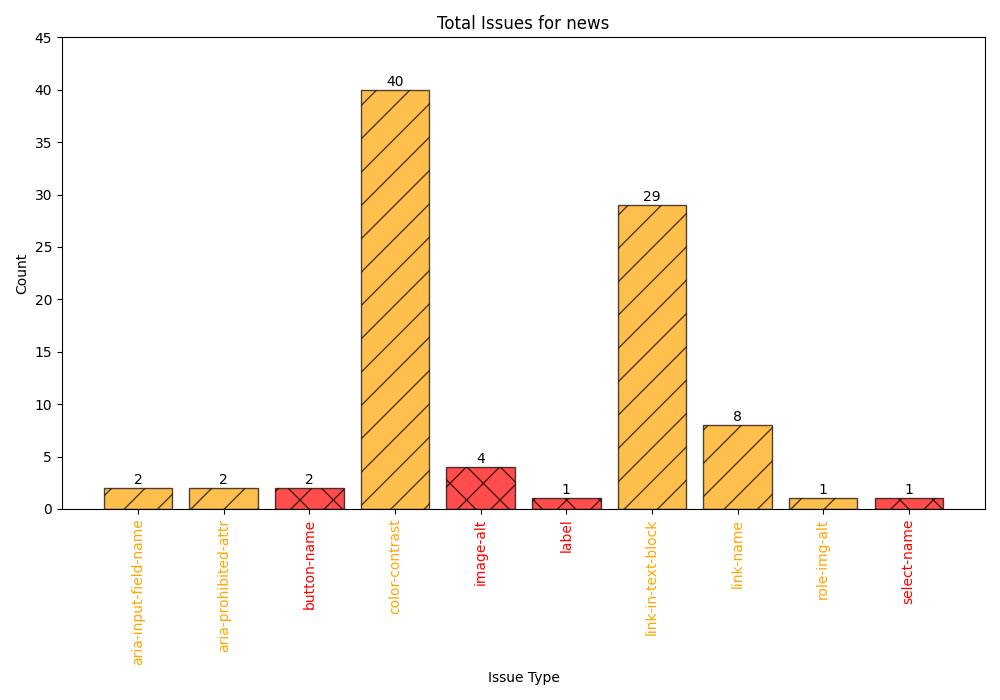 Total Issues for news
45
40
35
30
25
20
15
10
5
0
Count
2
2
2
40
4
1
29
8
1
1
aria-input-field-name
aria-prohibited-attr
button-name
color-contrast
image-alt
label
link-in-text-block
link-name
role-img-alt
select-name
Issue Type